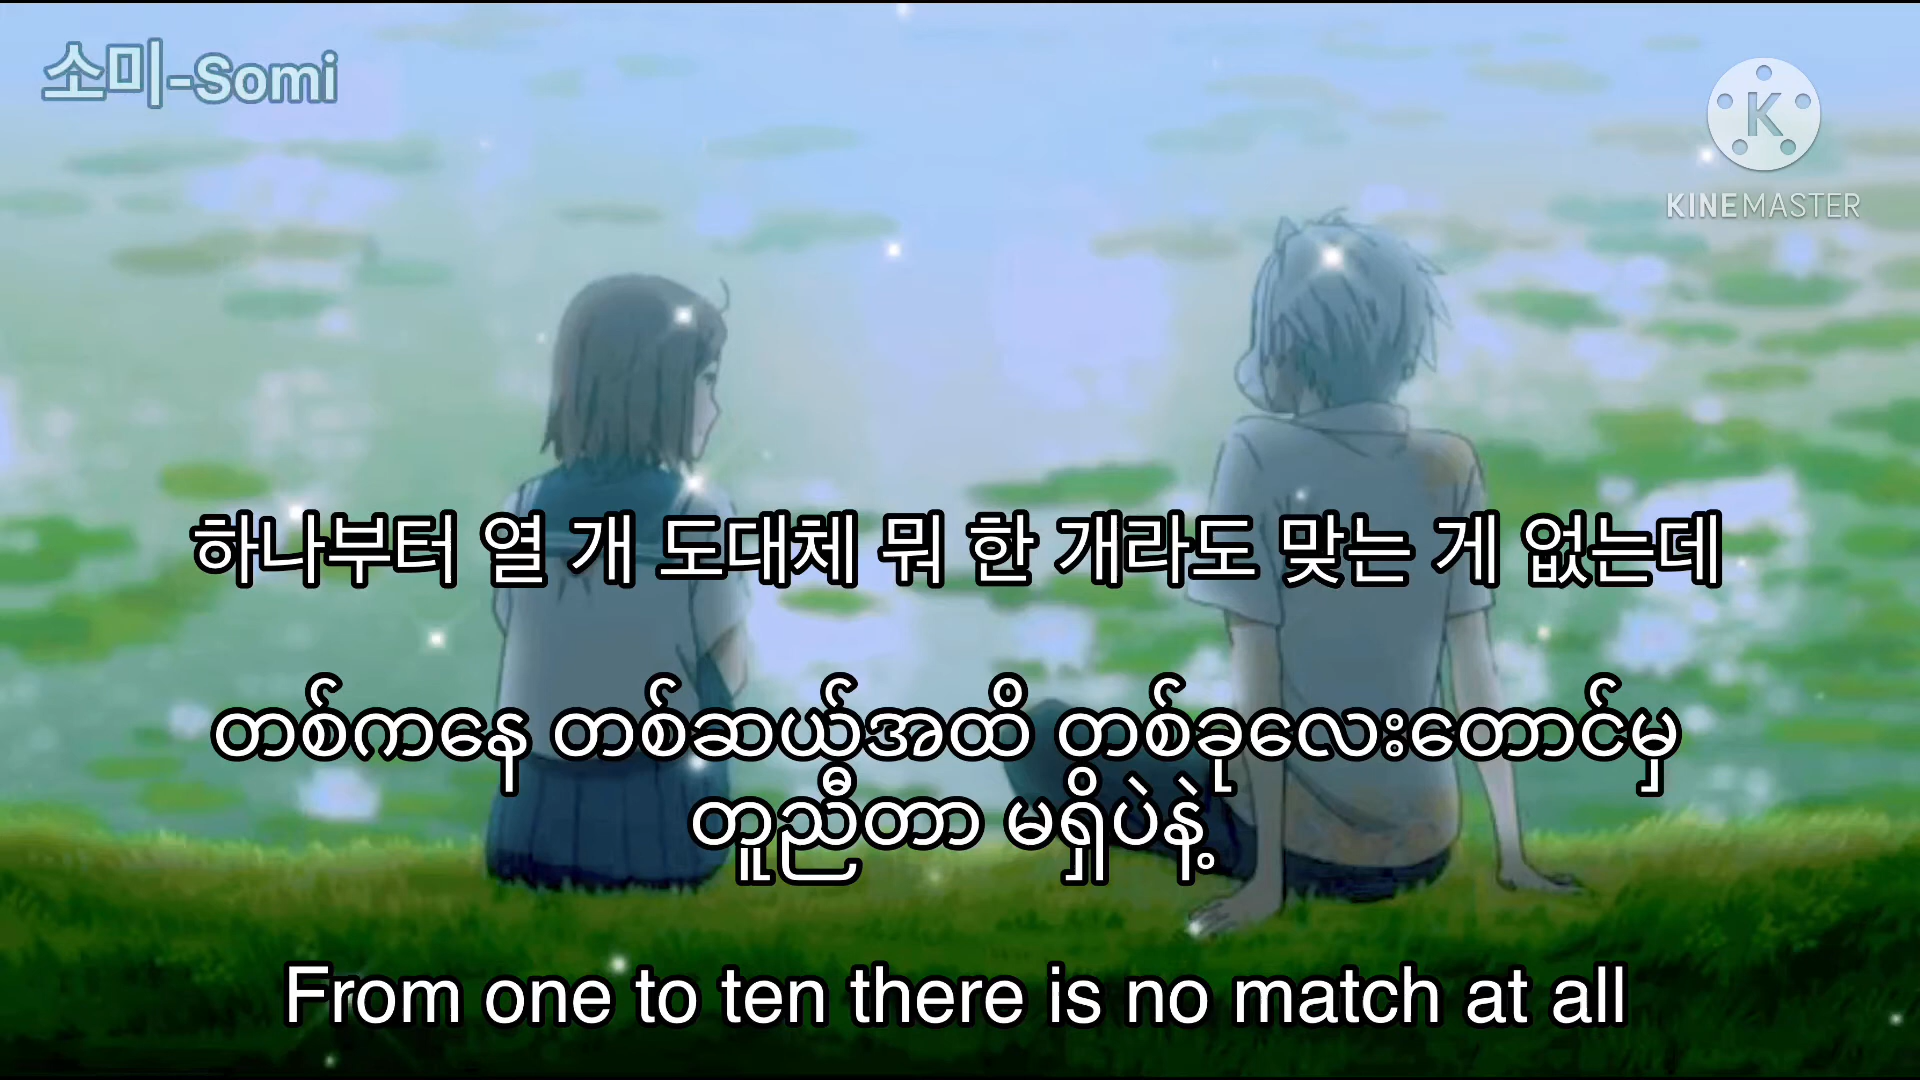 소미-Somi
K
KINEMASTER
하나부터 열 개 도대체 뭐 한 개라도 맞는 게 없는데
တစ်ကနေ တစ်ဆယ်အထိ တစ်ခုလေးတောင်မှ
တူညီတာ မရှိပဲနဲ့
From one to ten there is no match at all